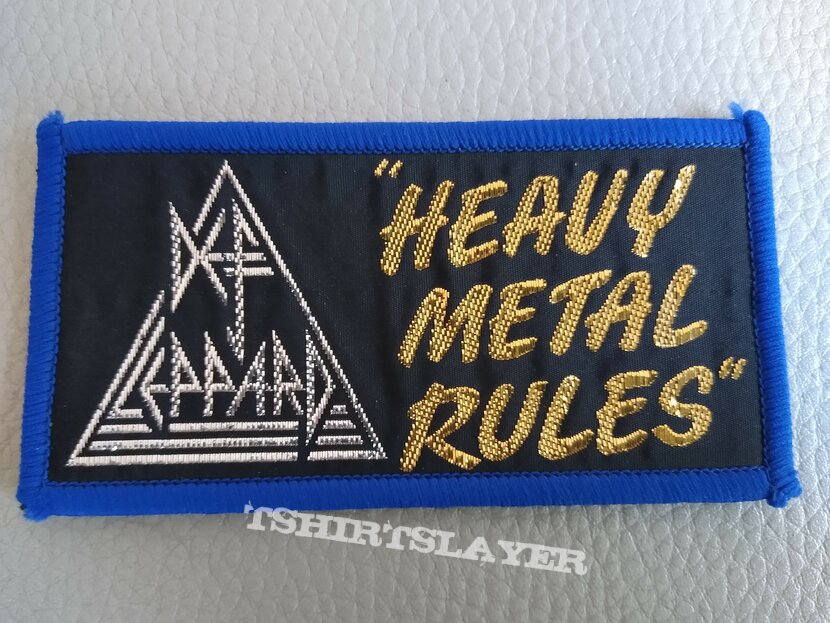 DEF
LEPPARD
"HEAVY
METAL
RULES"
TSHIRTSLAYER